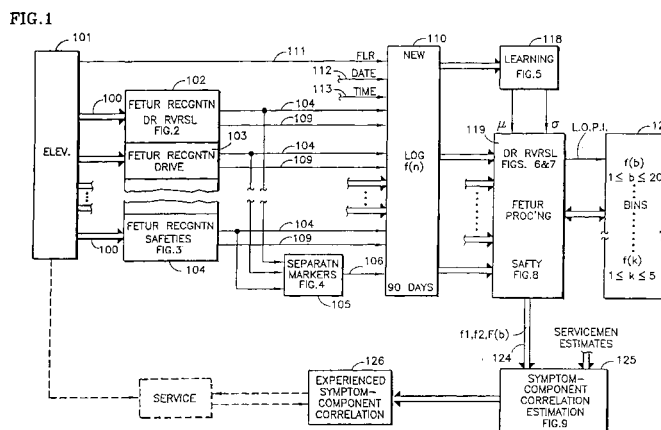 FIG.1
101
ELEV.
100
102
FETUR RECGNTN
DR RVRSL
FIG.2
103
FETUR RECGNTN
DRIVE
FETUR RECGNTN
SAFETIES
FIG.3
100
104
111
FLR
112
DATE
113
TIME
104
109
104
109
104
109
SEPARATN
MARKERS
FIG.4
105
106
110
NEW
LOG
f(n)
90 DAYS
118
LEARNING
FIG.5
μ
σ
119
DR RVRSL
FIGS. 6&7
FETUR
PROC'NG
SAFTY
FIG.8
L.O.P.I.
f(b)
1 ≤ b ≤ 20
BINS
f(k)
1 ≤ k ≤ 5
f1,f2,F(b)
124
SERVICEMEN
ESTIMATES
125
SYMPTOM-
COMPONENT
CORRELATION
ESTIMATION
FIG.9
126
EXPERIENCED
SYMPTOM-
COMPONENT
CORRELATION
SERVICE